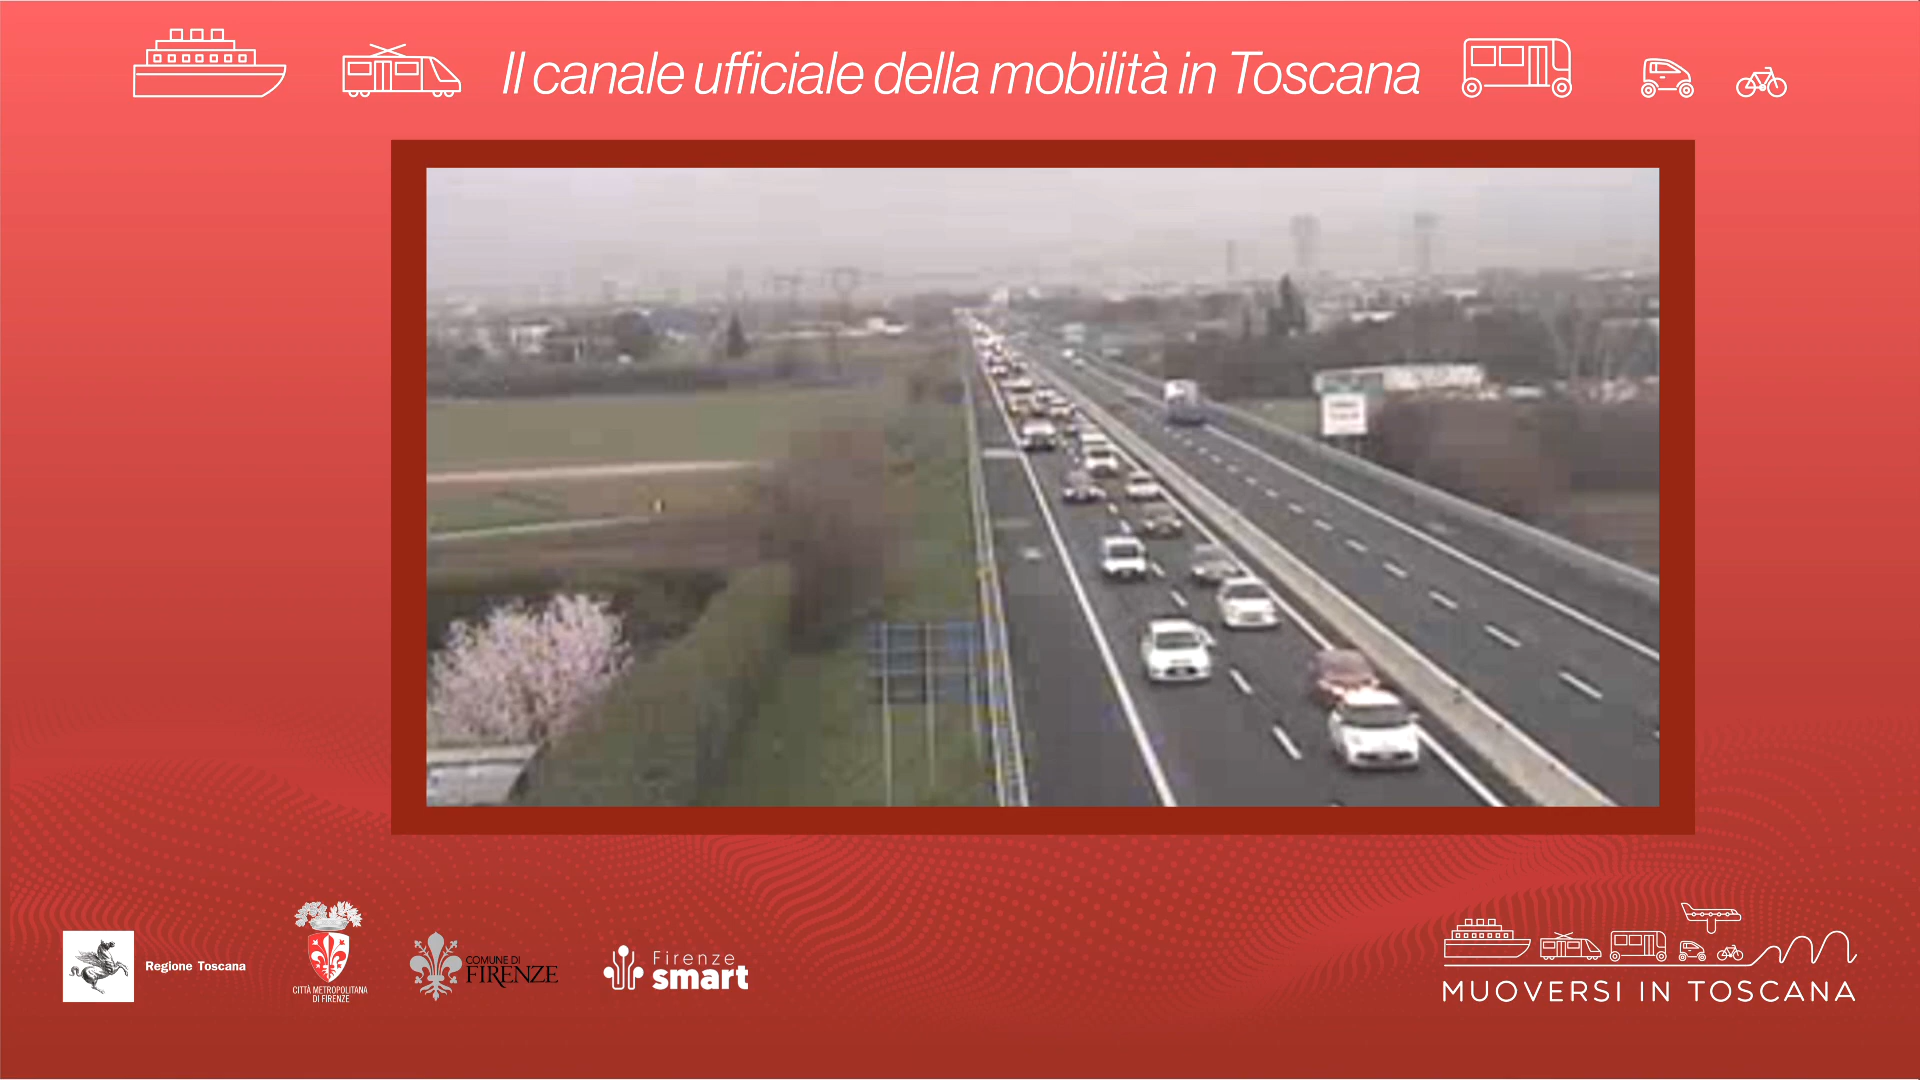 Il canale ufficiale della mobilità in Toscana
Regione Toscana
CITTÀ METROPOLITANA
DI FIRENZE
COMUNE DI
FIRENZE
Firenze
smart
MUOVERSI IN TOSCANA